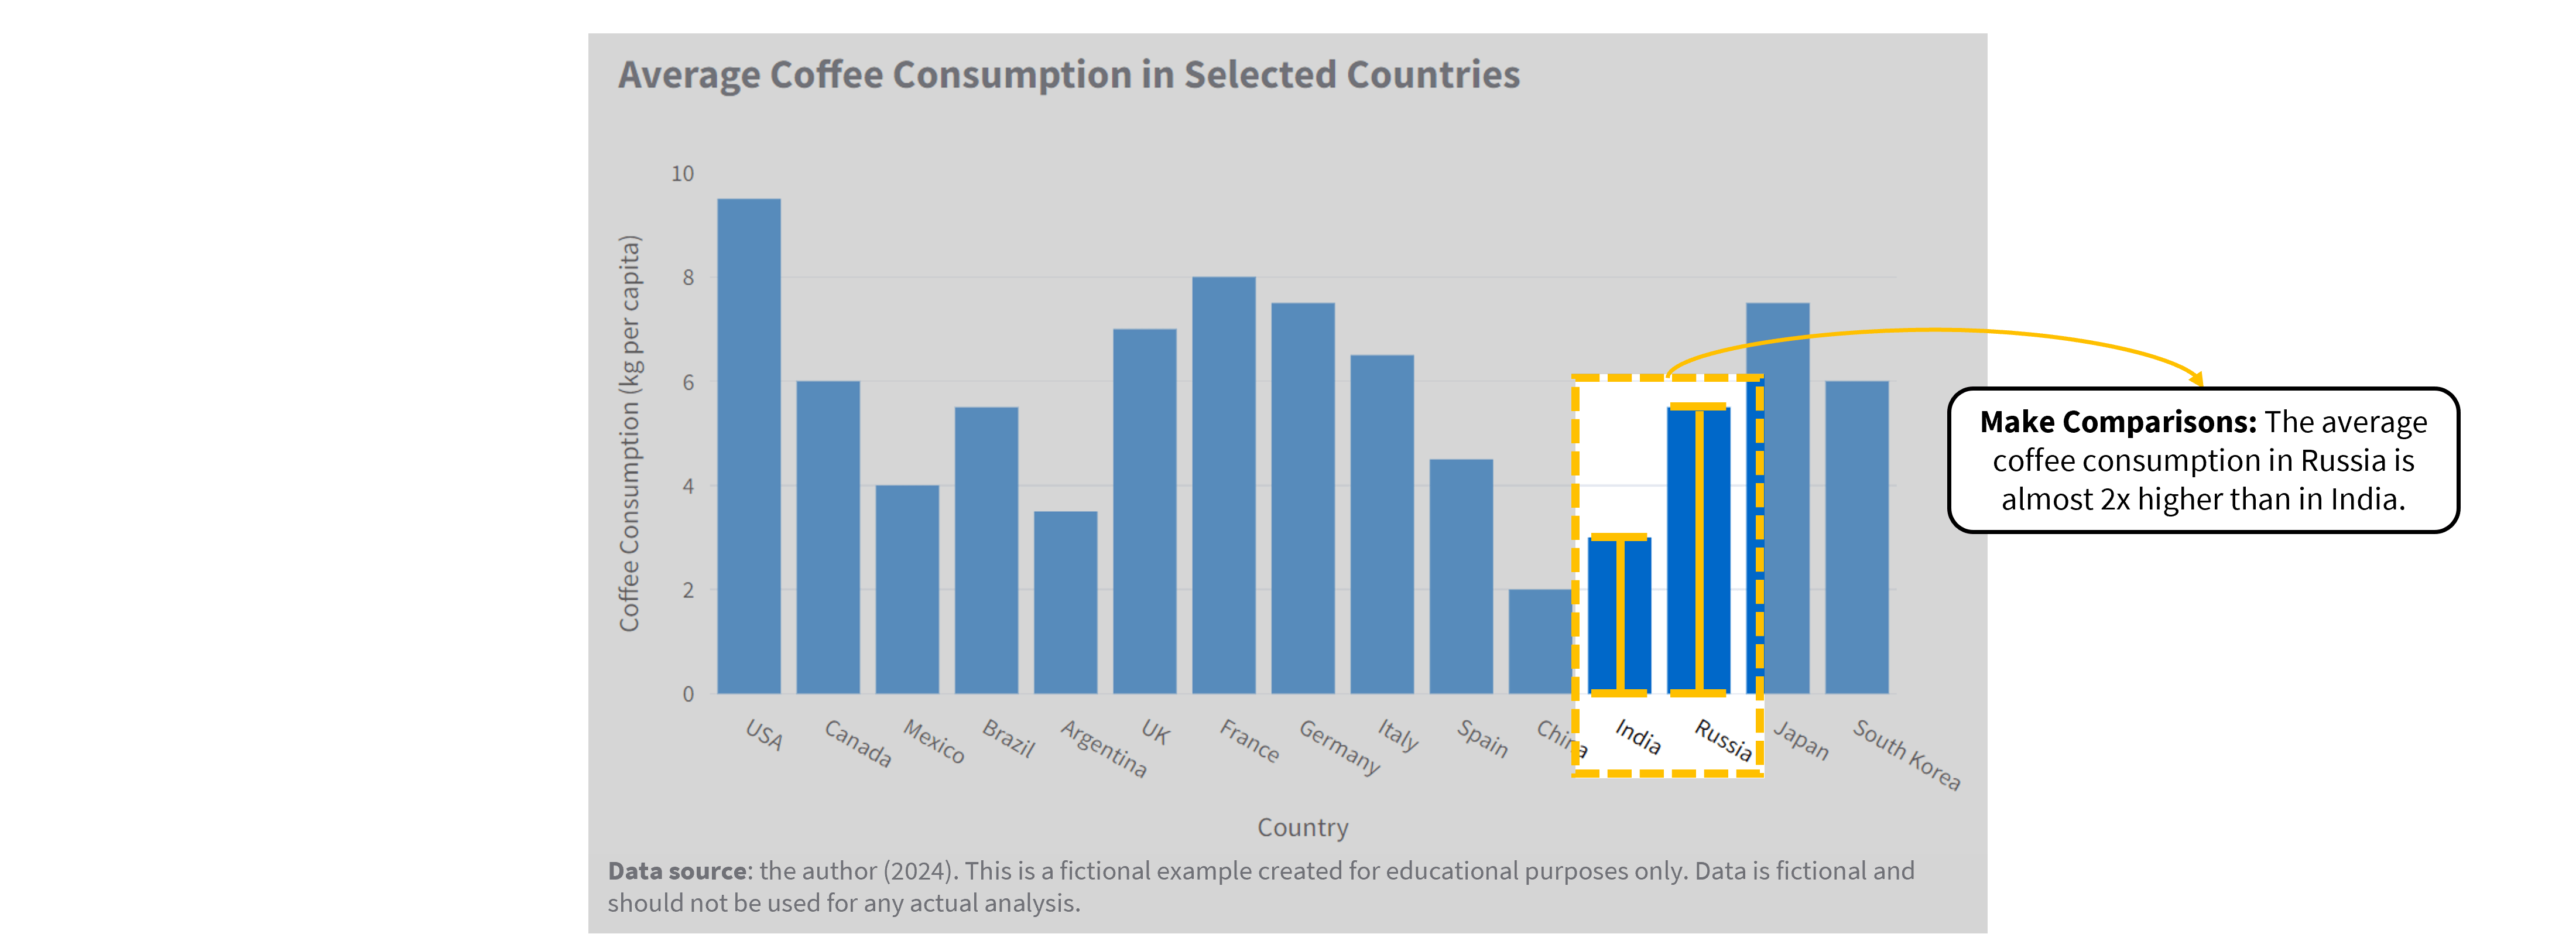 Average Coffee Consumption in Selected Countries
10
8
6
4
2
0
Coffee Consumption (kg per capita)
USA
Canada
Mexico
Brazil
Argentina
UK
France
Germany
Italy
Spain
China
India
Russia
Japan
South Korea
Country
Make Comparisons: The average
coffee consumption in Russia is
almost 2x higher than in India.
Data source: the author (2024). This is a fictional example created for educational purposes only. Data is fictional and
should not be used for any actual analysis.